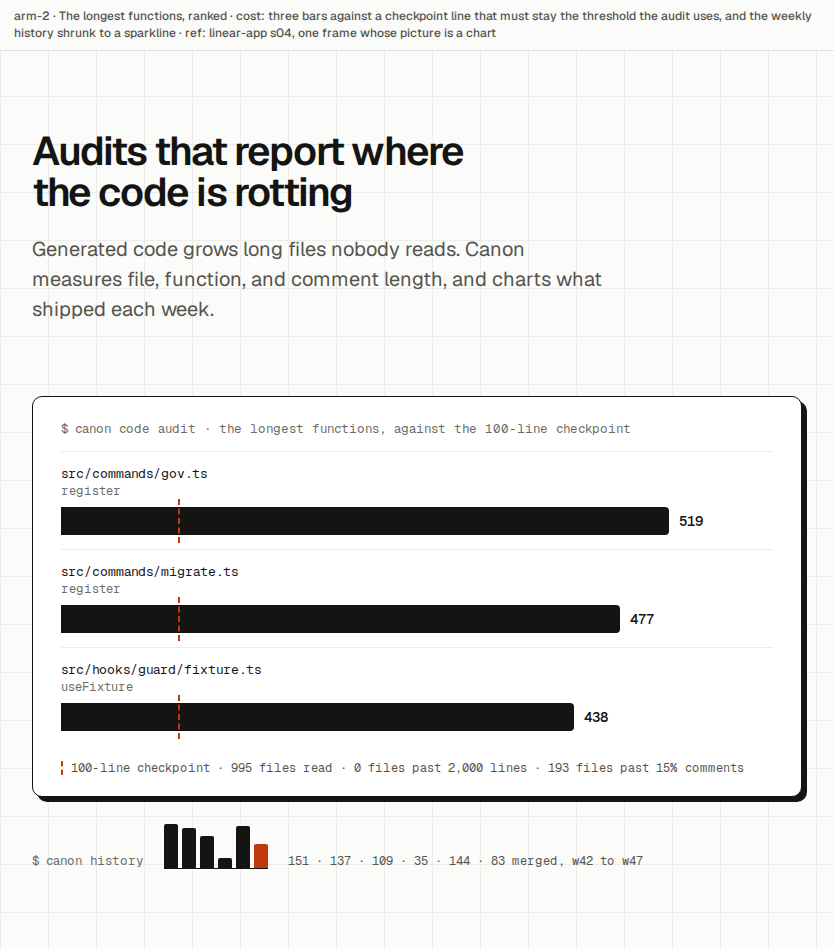 arm-2 · The longest functions, ranked · cost: three bars against a checkpoint line that must stay the threshold the audit uses, and the weekly
history shrunk to a sparkline · ref: linear-app s04, one frame whose picture is a chart
Audits that report where
the code is rotting
Generated code grows long files nobody reads. Canon
measures file, function, and comment length, and charts what
shipped each week.
$ canon code audit · the longest functions, against the 100-line checkpoint
src/commands/gov.ts
register
519
src/commands/migrate.ts
register
477
src/hooks/guard/fixture.ts
useFixture
438
100-line checkpoint · 995 files read · 0 files past 2,000 lines · 193 files past 15% comments
$ canon history
151 · 137 · 109 · 35 · 144 · 83 merged, w42 to w47